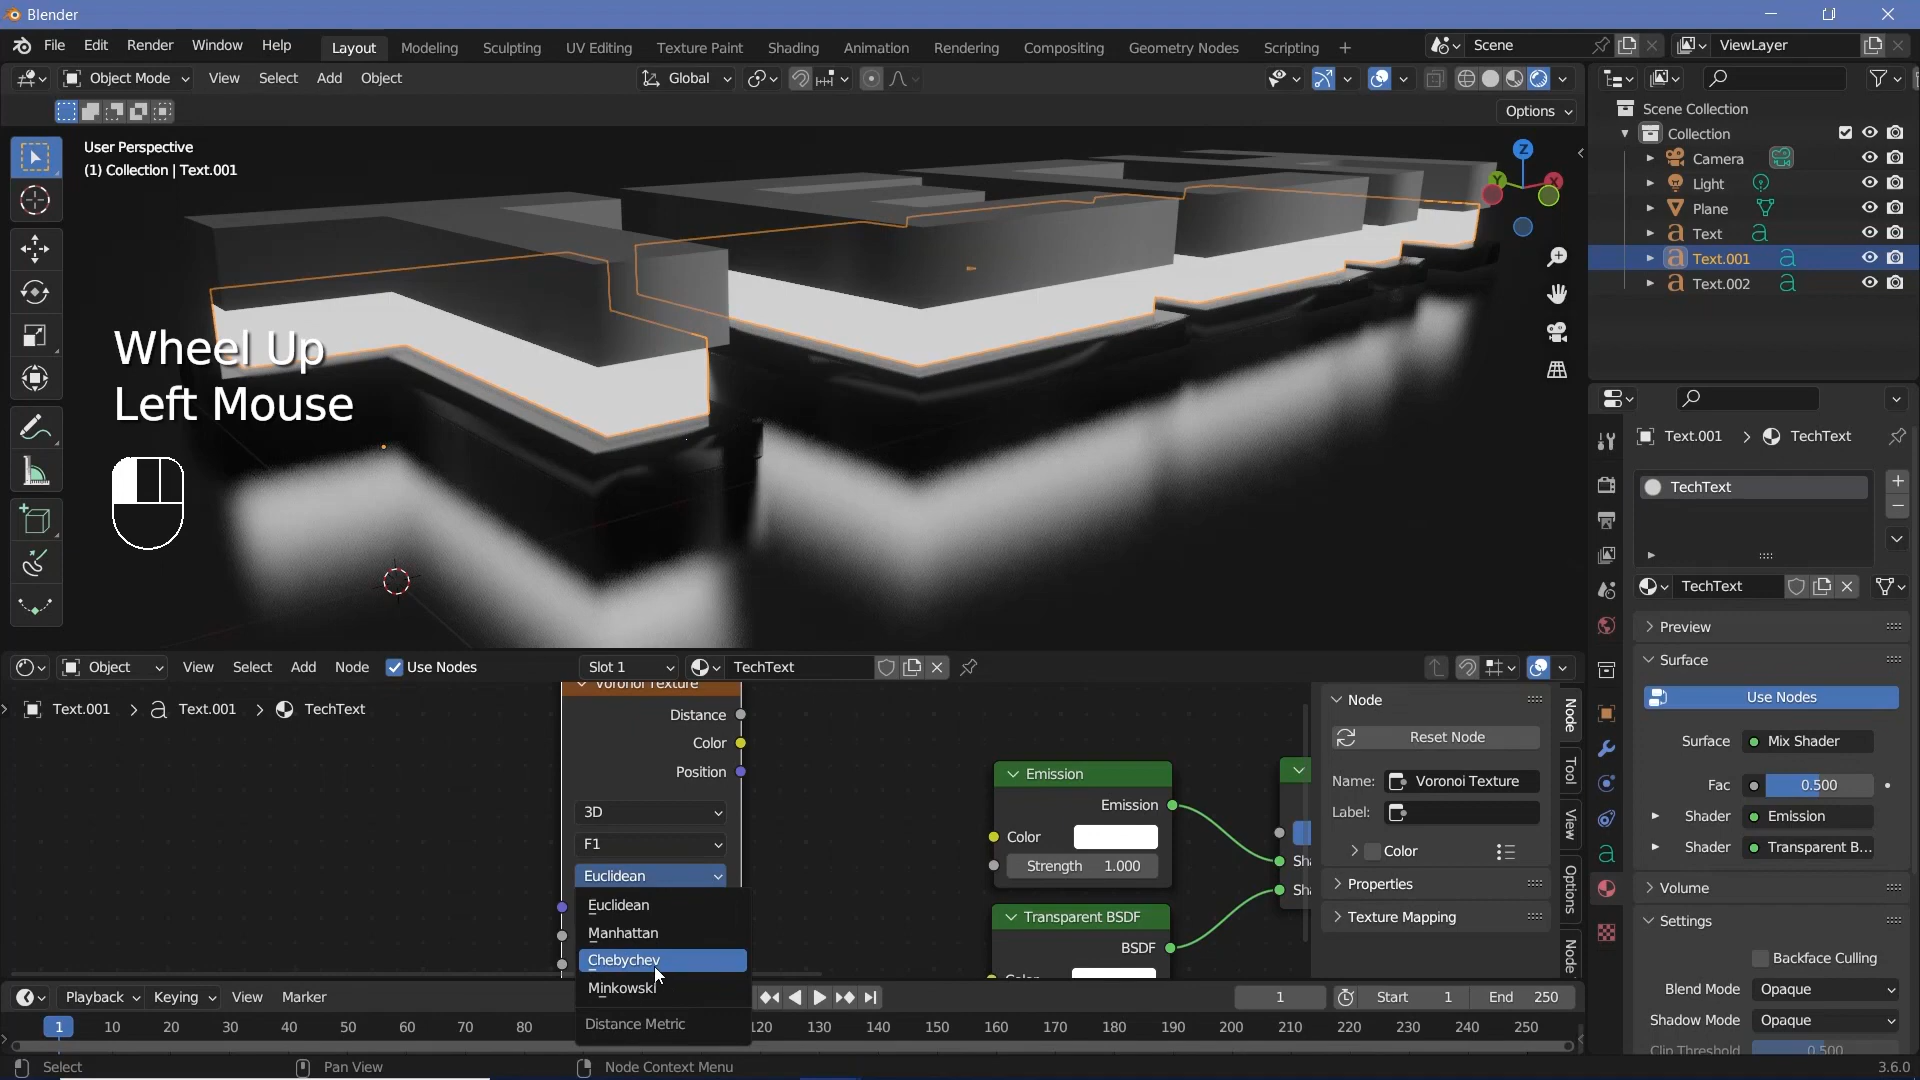 Blender
File Edit Render Window Help Layout Modeling Sculpting UV Editing Texture Paint Shading Animation Rendering Compositing Geometry Nodes Scripting + Scene ViewLayer
Object Mode View Select Add Object Global
Options
User Perspective
(1) Collection | Text.001
Z
Y
X
Scene Collection
Collection
Camera
Light
Plane
Text
Text.001
Text.002
Wheel Up
Left Mouse
Text.001 > TechText
TechText
TechText
Preview
Surface
Use Nodes
Surface Mix Shader
Fac 0.500
Shader Emission
Shader Transparent B...
Volume
Settings
Backface Culling
Blend Mode Opaque
Shadow Mode Opaque
Clip Threshold 0.500
Object View Select Add Node Use Nodes Slot 1 TechText
Text.001 > Text.001 > TechText
Voronoi Texture
Distance
Color
Position
3D
F1
Euclidean
Euclidean
Manhattan
Chebychev
Minkowski
Distance Metric
Emission
Emission
Color
Strength 1.000
Transparent BSDF
BSDF
Color
Sha
Sha
Node
Reset Node
Name: Voronoi Texture
Label:
Color
Properties
Texture Mapping
Node
Tool
View
Options
Node
Playback Keying View Marker 1 Start 1 End 250
1 10 20 30 40 50 60 70 80 120 130 140 150 160 170 180 190 200 210 220 230 240 250
Select Pan View Node Context Menu 3.6.0